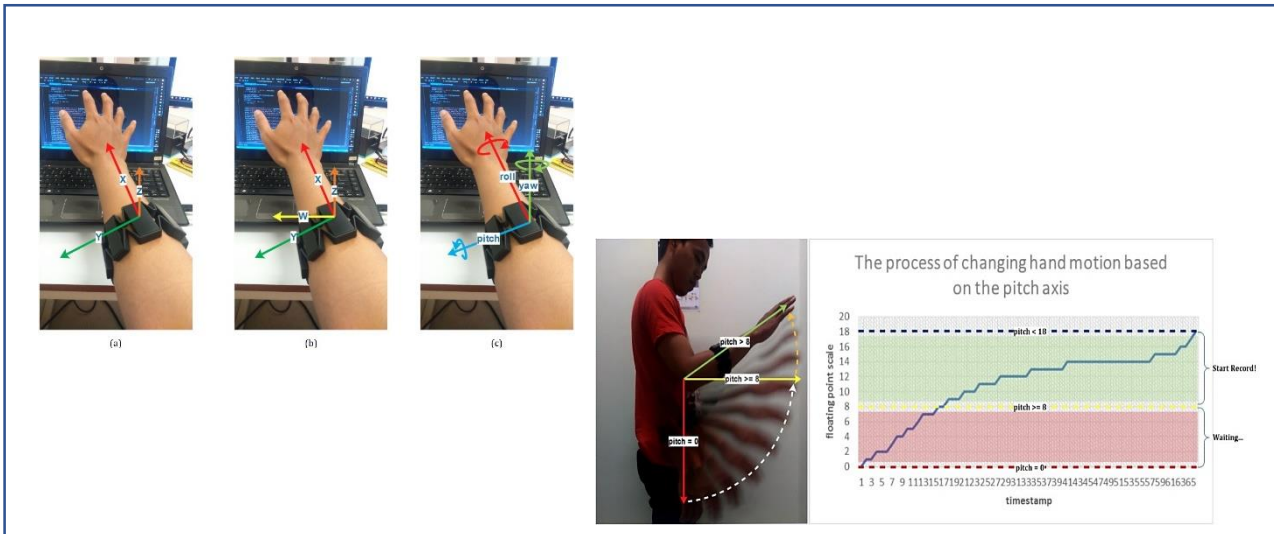 X
Z
Y
(a)
X
Z
W
Y
(b)
roll
yaw
pitch
(c)
pitch > 8
pitch >= 8
pitch = 0
The process of changing hand motion based
on the pitch axis
floating point scale
20
18
16
14
12
10
8
6
4
2
0
pitch < 18
pitch >= 8
pitch = 0
Start Record!
Waiting...
1 3 5 7 9 11131517192123252729313335373941434547495153555759616365
timestamp